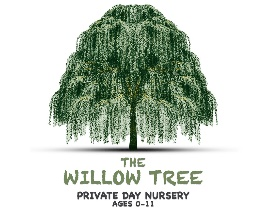 THE
WILLOW TREE
PRIVATE DAY NURSERY
AGES 0-11